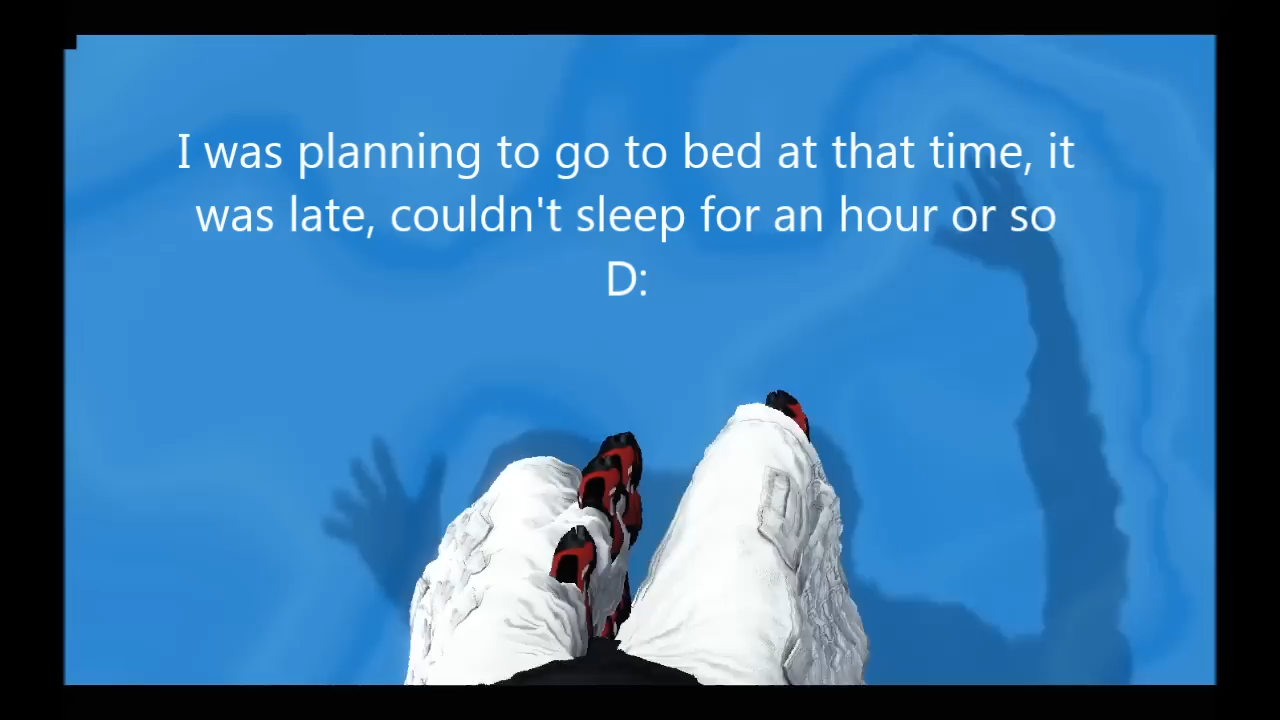 I was planning to go to bed at that time, it
was late, couldn't sleep for an hour or so
D: